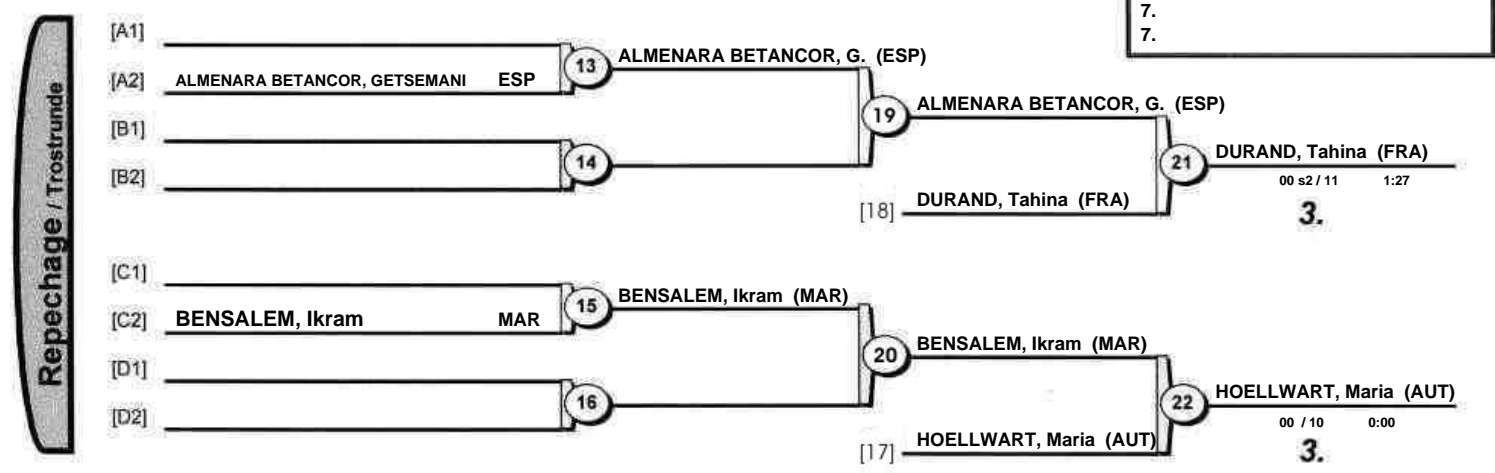 7.
7.
Repechage / Trostrunde
[A1]
[A2] ALMENARA BETANCOR, GETSEMANI ESP
[B1]
[B2]
13
ALMENARA BETANCOR, G. (ESP)
14
19
ALMENARA BETANCOR, G. (ESP)
[18] DURAND, Tahina (FRA)
21
DURAND, Tahina (FRA)
00 s2 / 11 1:27
3.
[C1]
[C2] BENSALEM, Ikram MAR
[D1]
[D2]
15
BENSALEM, Ikram (MAR)
16
20
BENSALEM, Ikram (MAR)
[17] HOELLWART, Maria (AUT)
22
HOELLWART, Maria (AUT)
00 / 10 0:00
3.